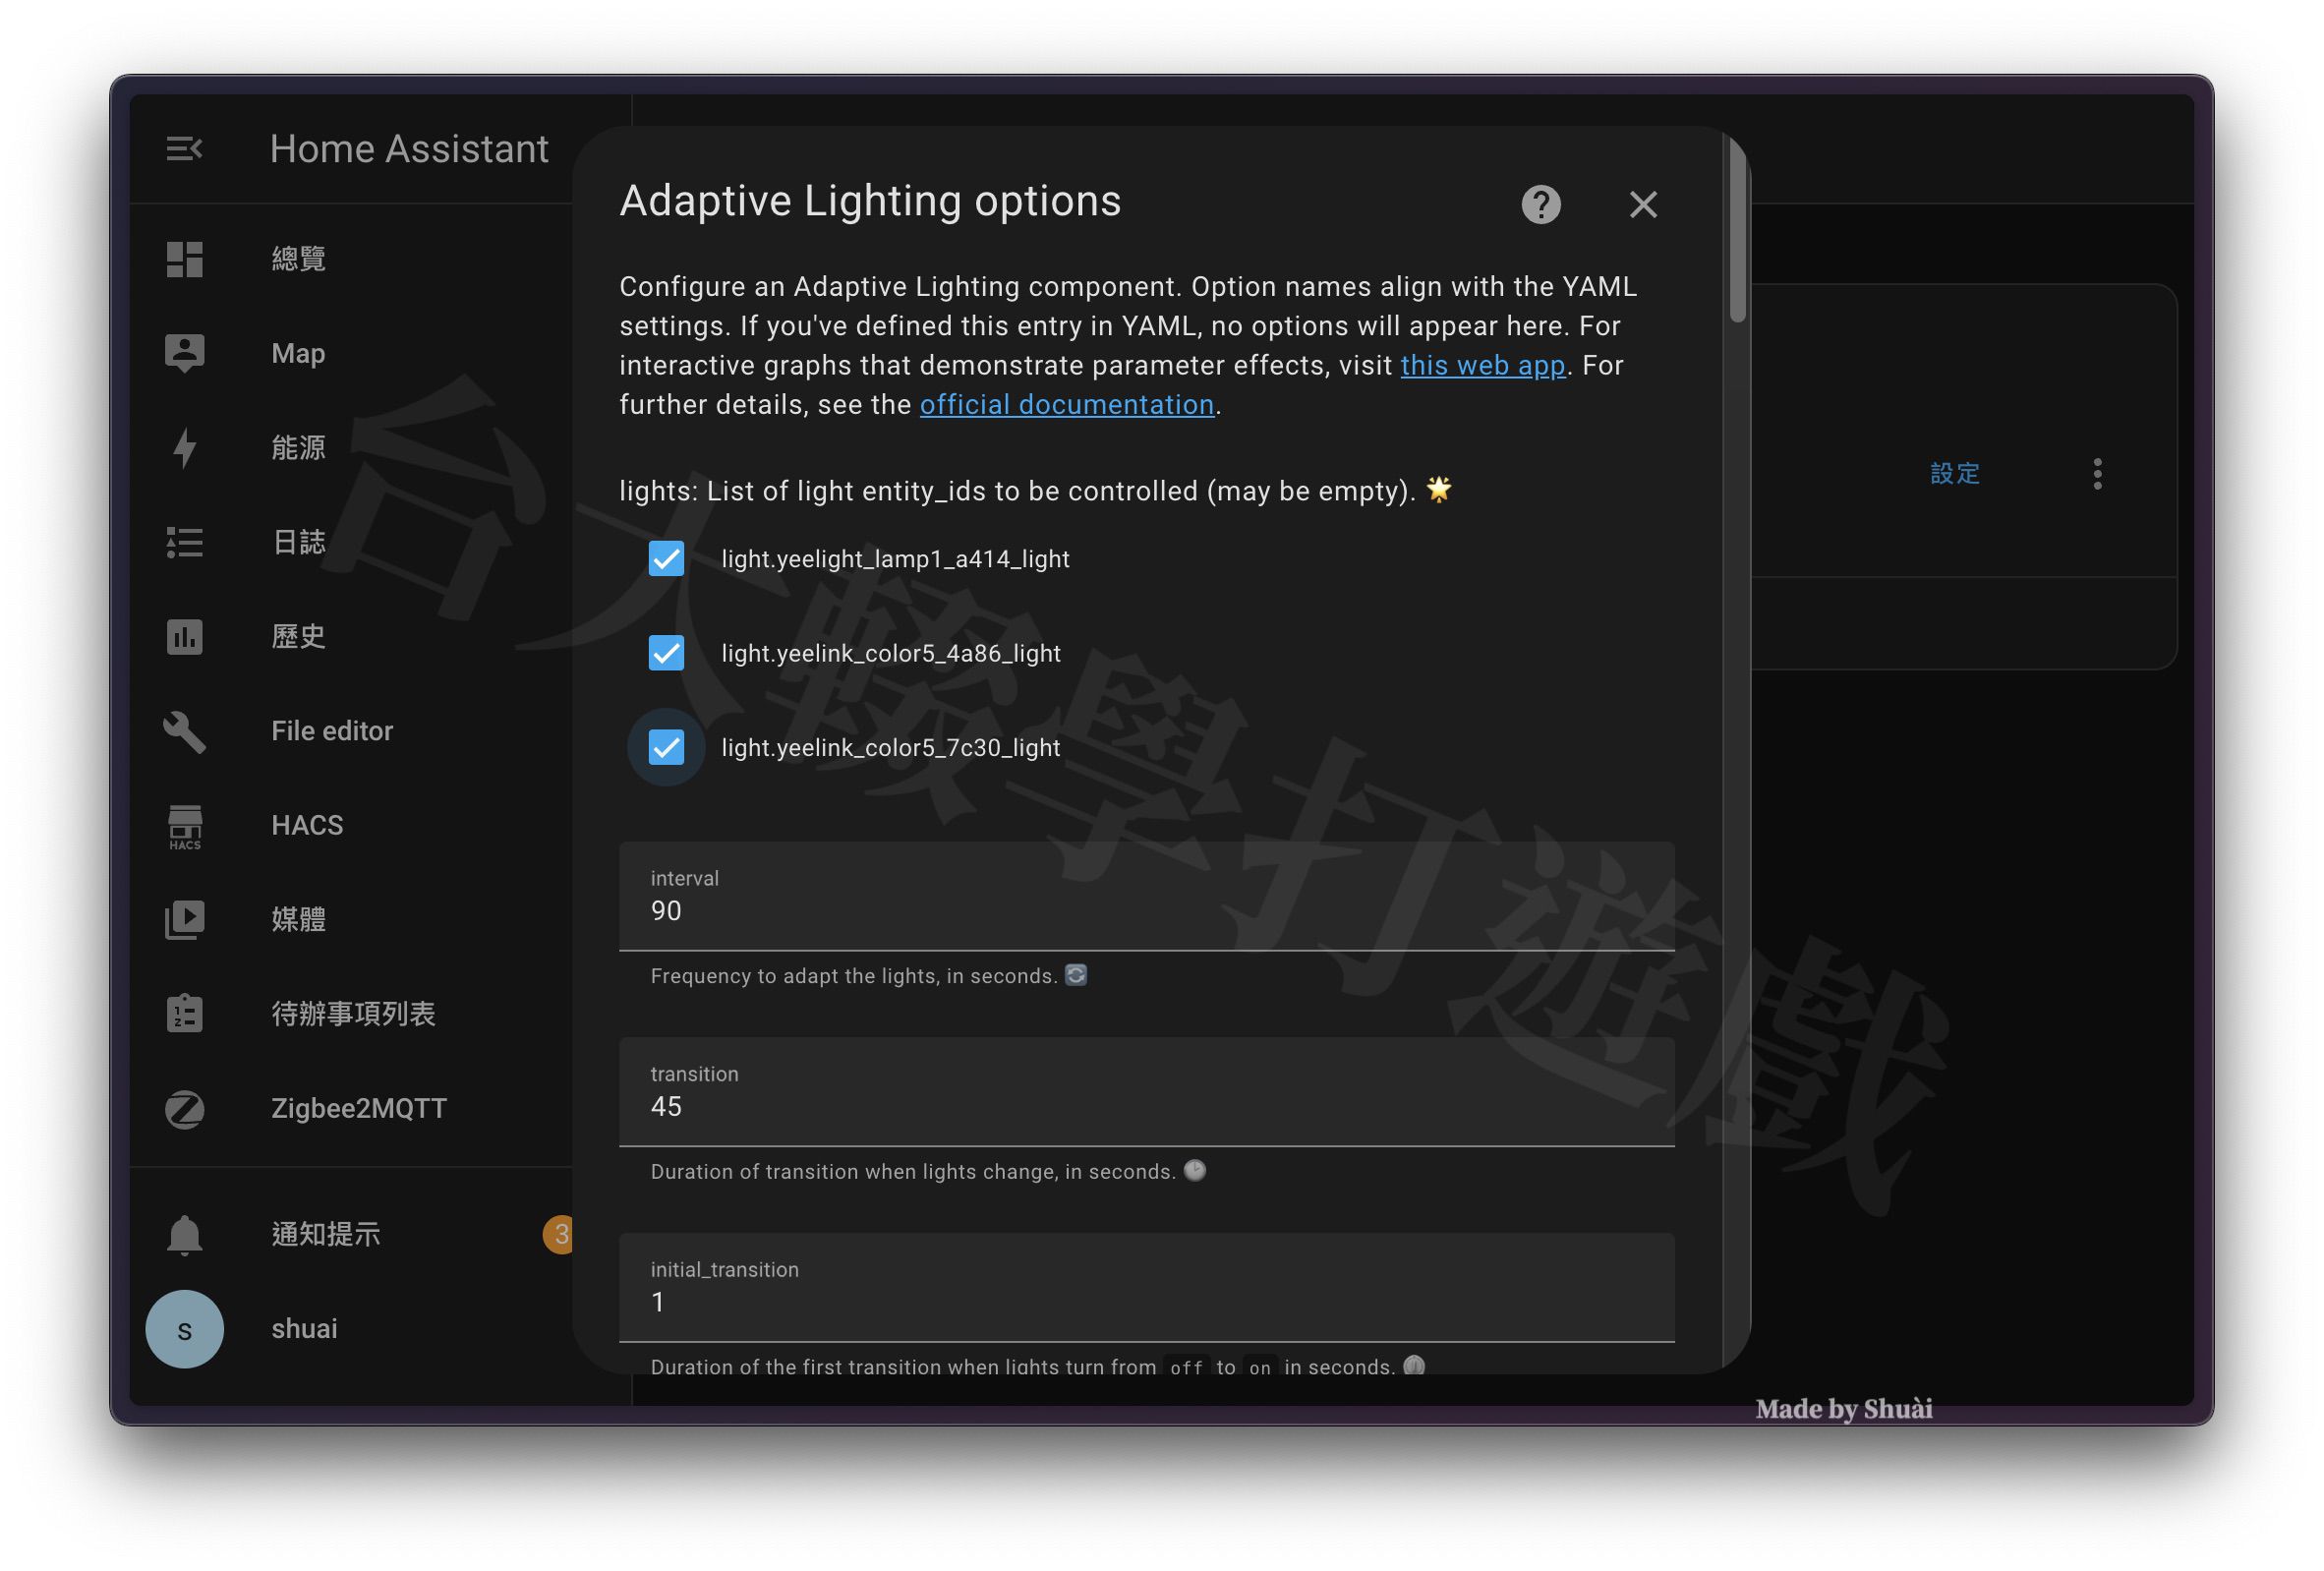 Home Assistant
總覽
Map
能源
日誌
歷史
File editor
HACS
HACS
媒體
待辦事項列表
Zigbee2MQTT
通知提示
3
s
shuai
Adaptive Lighting options
Configure an Adaptive Lighting component. Option names align with the YAML
settings. If you've defined this entry in YAML, no options will appear here. For
interactive graphs that demonstrate parameter effects, visit this web app. For
further details, see the official documentation.
lights: List of light entity_ids to be controlled (may be empty). 🌟
light.yeelight_lamp1_a414_light
light.yeelink_color5_4a86_light
light.yeelink_color5_7c30_light
interval
90
Frequency to adapt the lights, in seconds. 🔄
transition
45
Duration of transition when lights change, in seconds. 🕑
initial_transition
1
Duration of the first transition when lights turn from off to on in seconds.
設定
台大輟學打遊戲
Made by Shuài